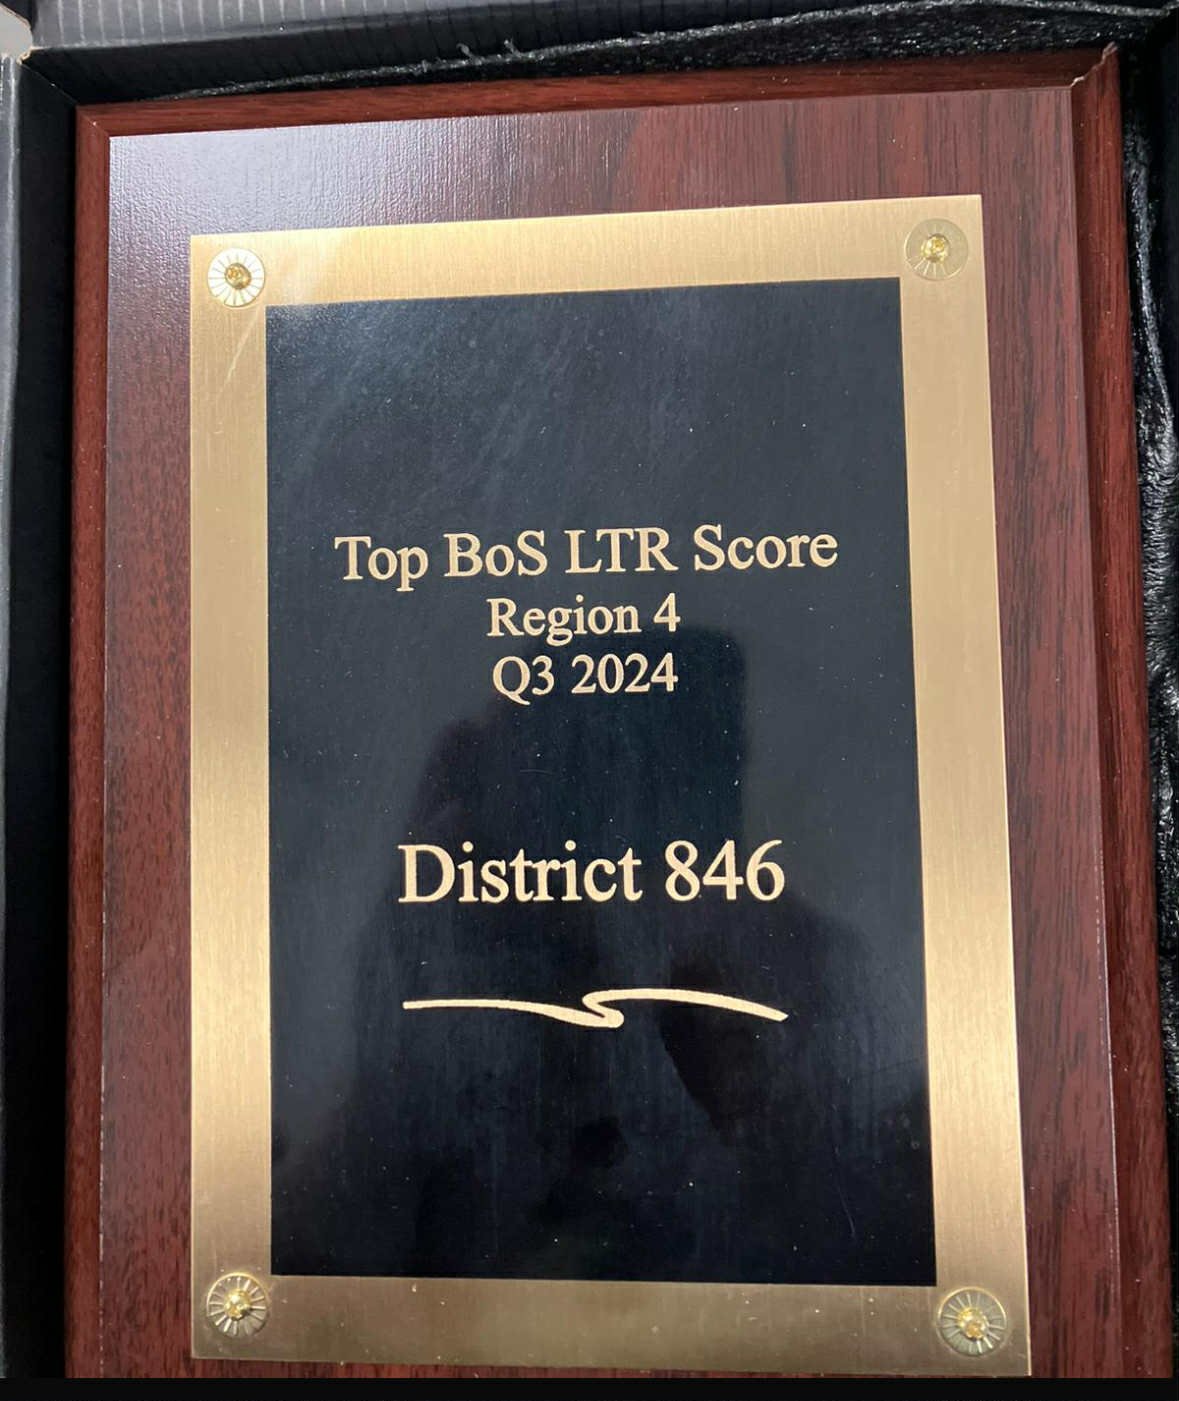 Top BoS LTR Score
Region 4
Q3 2024
District 846